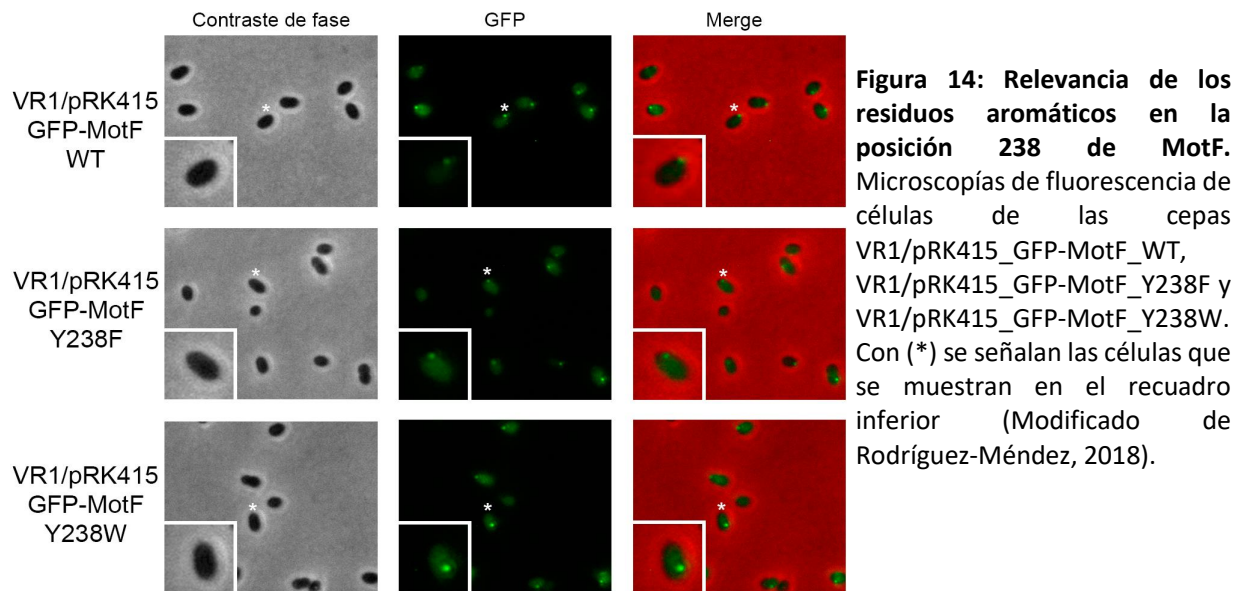 Contraste de fase
GFP
Merge
VR1/pRK415
GFP-MotF
WT
*
*
*
VR1/pRK415
GFP-MotF
Y238F
*
*
*
VR1/pRK415
GFP-MotF
Y238W
*
*
*
Figura 14: Relevancia de los
residuos aromáticos en la
posición 238 de MotF.
Microscopías de fluorescencia de
células de las cepas
VR1/pRK415_GFP-MotF_WT,
VR1/pRK415_GFP-MotF_Y238F y
VR1/pRK415_GFP-MotF_Y238W.
Con (*) se señalan las células que
se muestran en el recuadro
inferior (Modificado de
Rodríguez-Méndez, 2018).